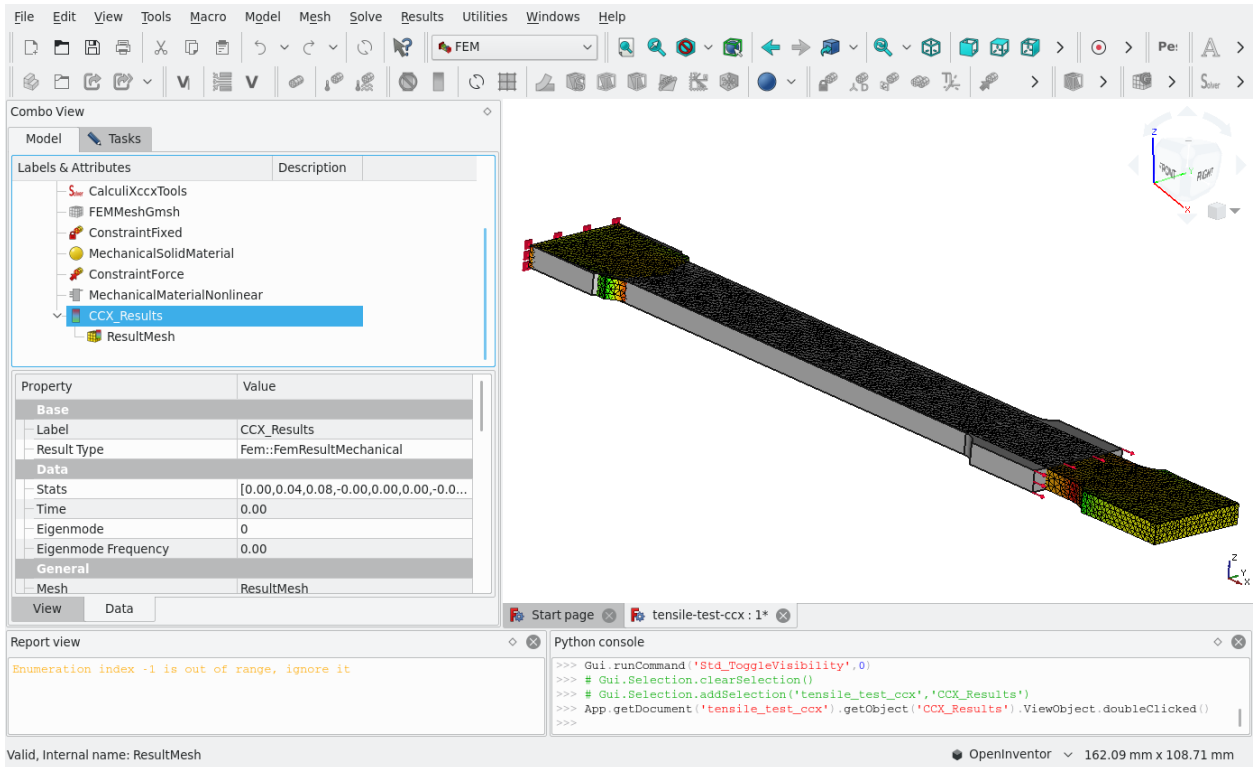 File Edit View Tools Macro Model Mesh Solve Results Utilities Windows Help
FEM
Combo View
Model Tasks
Labels & Attributes Description
CalculiXccxTools
FEMMeshGmsh
ConstraintFixed
MechanicalSolidMaterial
ConstraintForce
MechanicalMaterialNonlinear
CCX_Results
ResultMesh
Property Value
Base
Label CCX_Results
Result Type Fem::FemResultMechanical
Data
Stats [0.00,0.04,0.08,-0.00,0.00,0.00,-0.0...
Time 0.00
Eigenmode 0
Eigenmode Frequency 0.00
General
Mesh ResultMesh
View Data
Z
FRONT RIGHT
X
Z
Y
X
Start page tensile-test-ccx : 1*
Report view
Enumeration index -1 is out of range, ignore it
Python console
>>> Gui.runCommand('Std_ToggleVisibility',0)
>>> # Gui.Selection.clearSelection()
>>> # Gui.Selection.addSelection('tensile_test_ccx','CCX_Results')
>>> App.getDocument('tensile_test_ccx').getObject('CCX_Results').ViewObject.doubleClicked()
>>>
Valid, Internal name: ResultMesh OpenInventor 162.09 mm x 108.71 mm